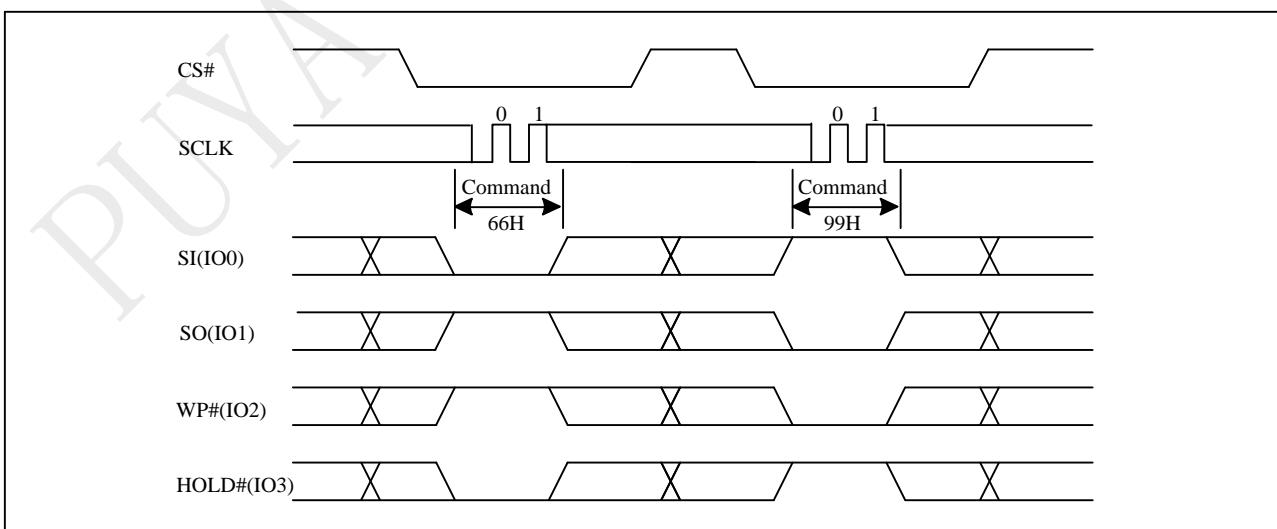 PUYA
CS#
0 1 0 1
SCLK
Command Command
66H 99H
SI(IO0)
SO(IO1)
WP#(IO2)
HOLD#(IO3)